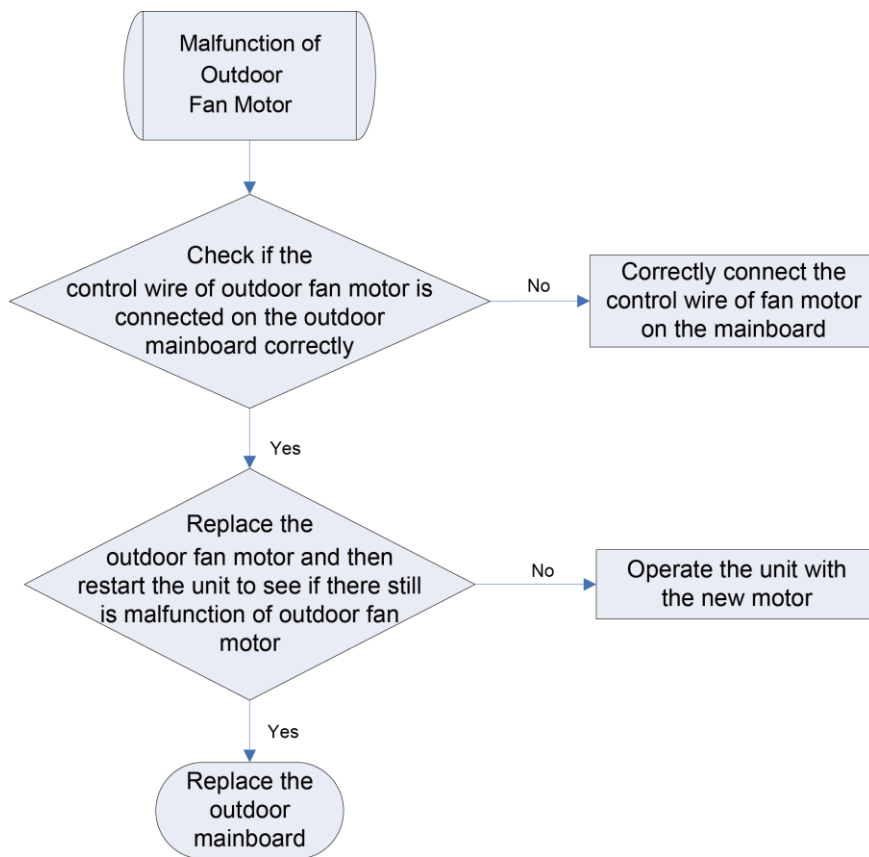 Malfunction of
Outdoor
Fan Motor
Check if the
control wire of outdoor fan motor is
connected on the outdoor
mainboard correctly
No
Correctly connect the
control wire of fan motor
on the mainboard
Yes
Replace the
outdoor fan motor and then
restart the unit to see if there still
is malfunction of outdoor fan
motor
No
Operate the unit with
the new motor
Yes
Replace the
outdoor
mainboard